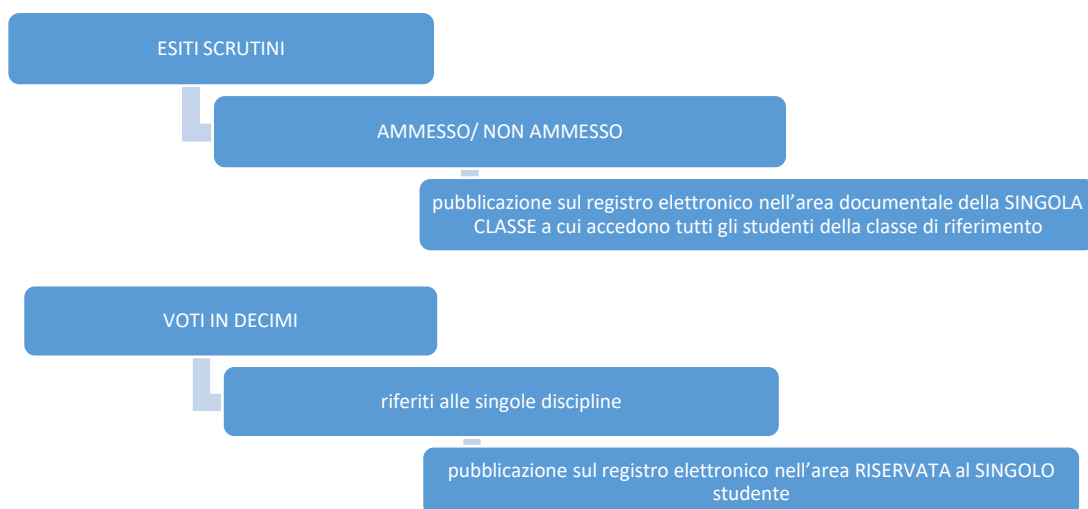 ESITI SCRUTINI
AMMESSO/ NON AMMESSO
pubblicazione sul registro elettronico nell’area documentale della SINGOLA
CLASSE a cui accedono tutti gli studenti della classe di riferimento
VOTI IN DECIMI
riferiti alle singole discipline
pubblicazione sul registro elettronico nell’area RISERVATA al SINGOLO
studente